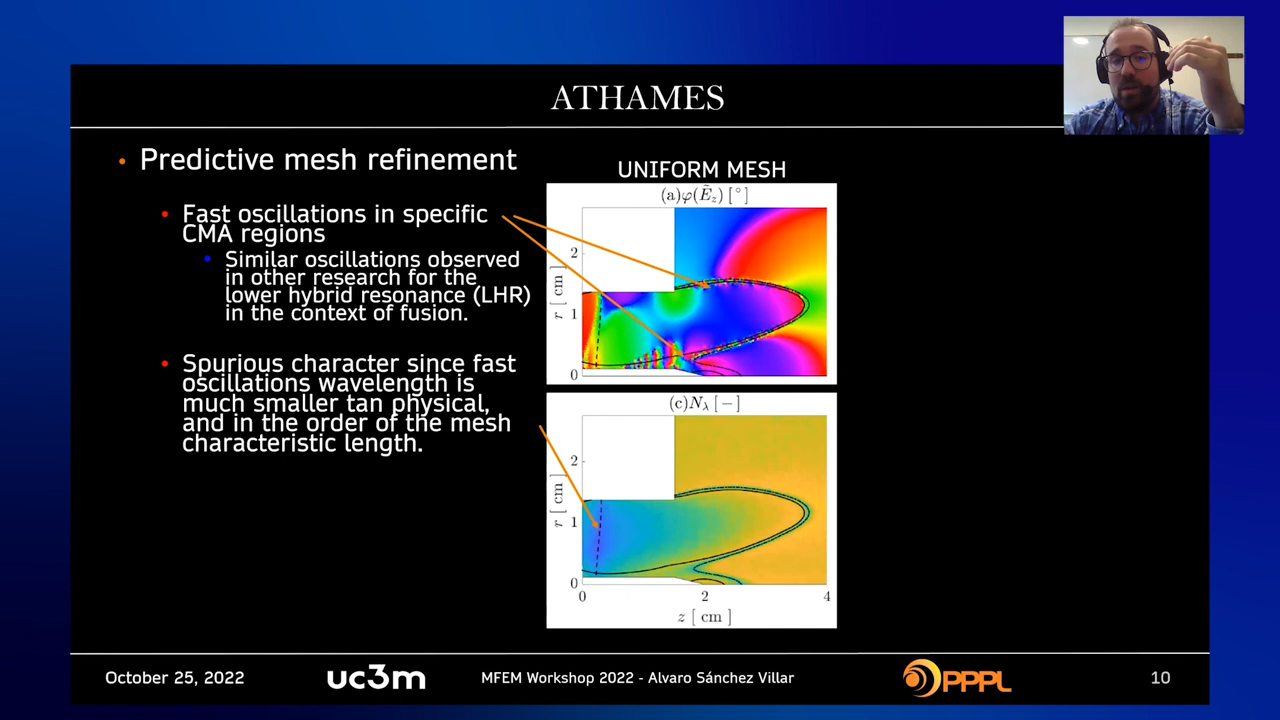 ATHAMES
Predictive mesh refinement
Fast oscillations in specific
CMA regions
Similar oscillations observed
in other research for the
lower hybrid resonance (LHR)
in the context of fusion.
Spurious character since fast
oscillations wavelength is
much smaller tan physical,
and in the order of the mesh
characteristic length.
UNIFORM MESH
(a)φ(Ẽ_z) [°]
2
1
0
r [ cm ]
(c)N_λ [−]
2
1
0
r [ cm ]
0 2 4
z [ cm ]
October 25, 2022
uc3m
MFEM Workshop 2022 - Alvaro Sánchez Villar
PPPL
10